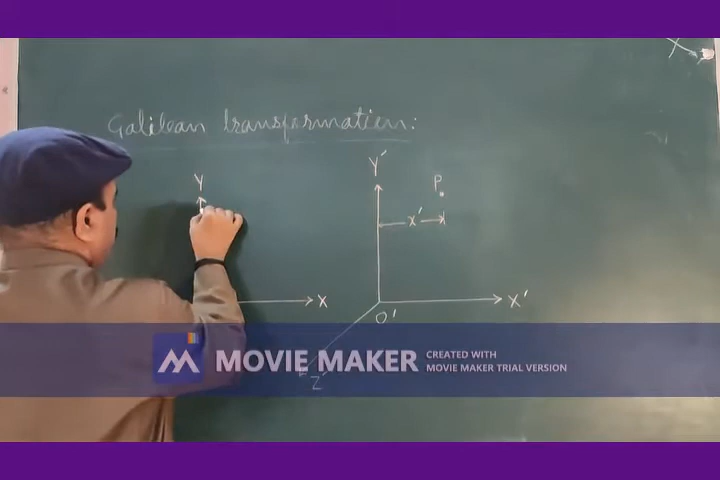 Galilean transformation:
Y
Y′
P
x′
X
X′
O′
Z′
MOVIE MAKER
CREATED WITH
MOVIE MAKER TRIAL VERSION